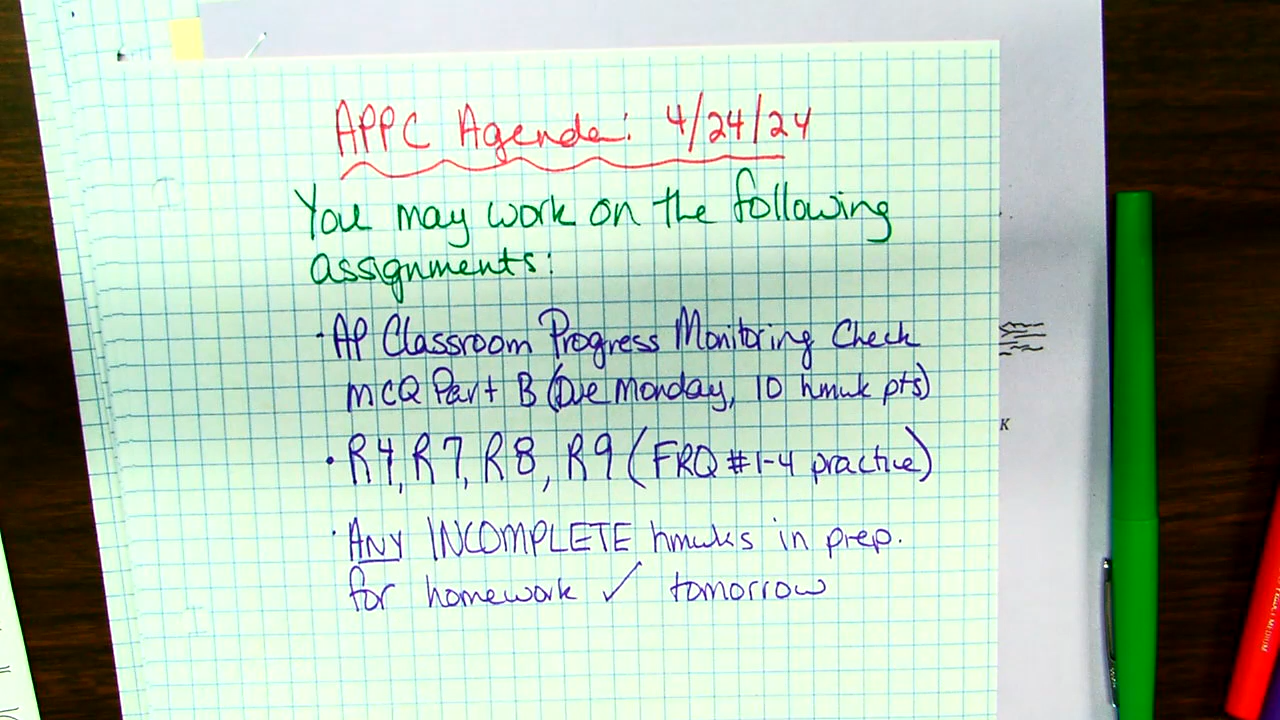 APPC Agenda: 4/24/24
You may work on the following
assignments:
· AP Classroom Progress Monitoring Check
MCQ Part B (Due Monday, 10 hmwk pts)
· R4, R7, R8, R9 (FRQ #1-4 practice)
· ANY INCOMPLETE hmwks in prep.
for homework ✓ tomorrow
K